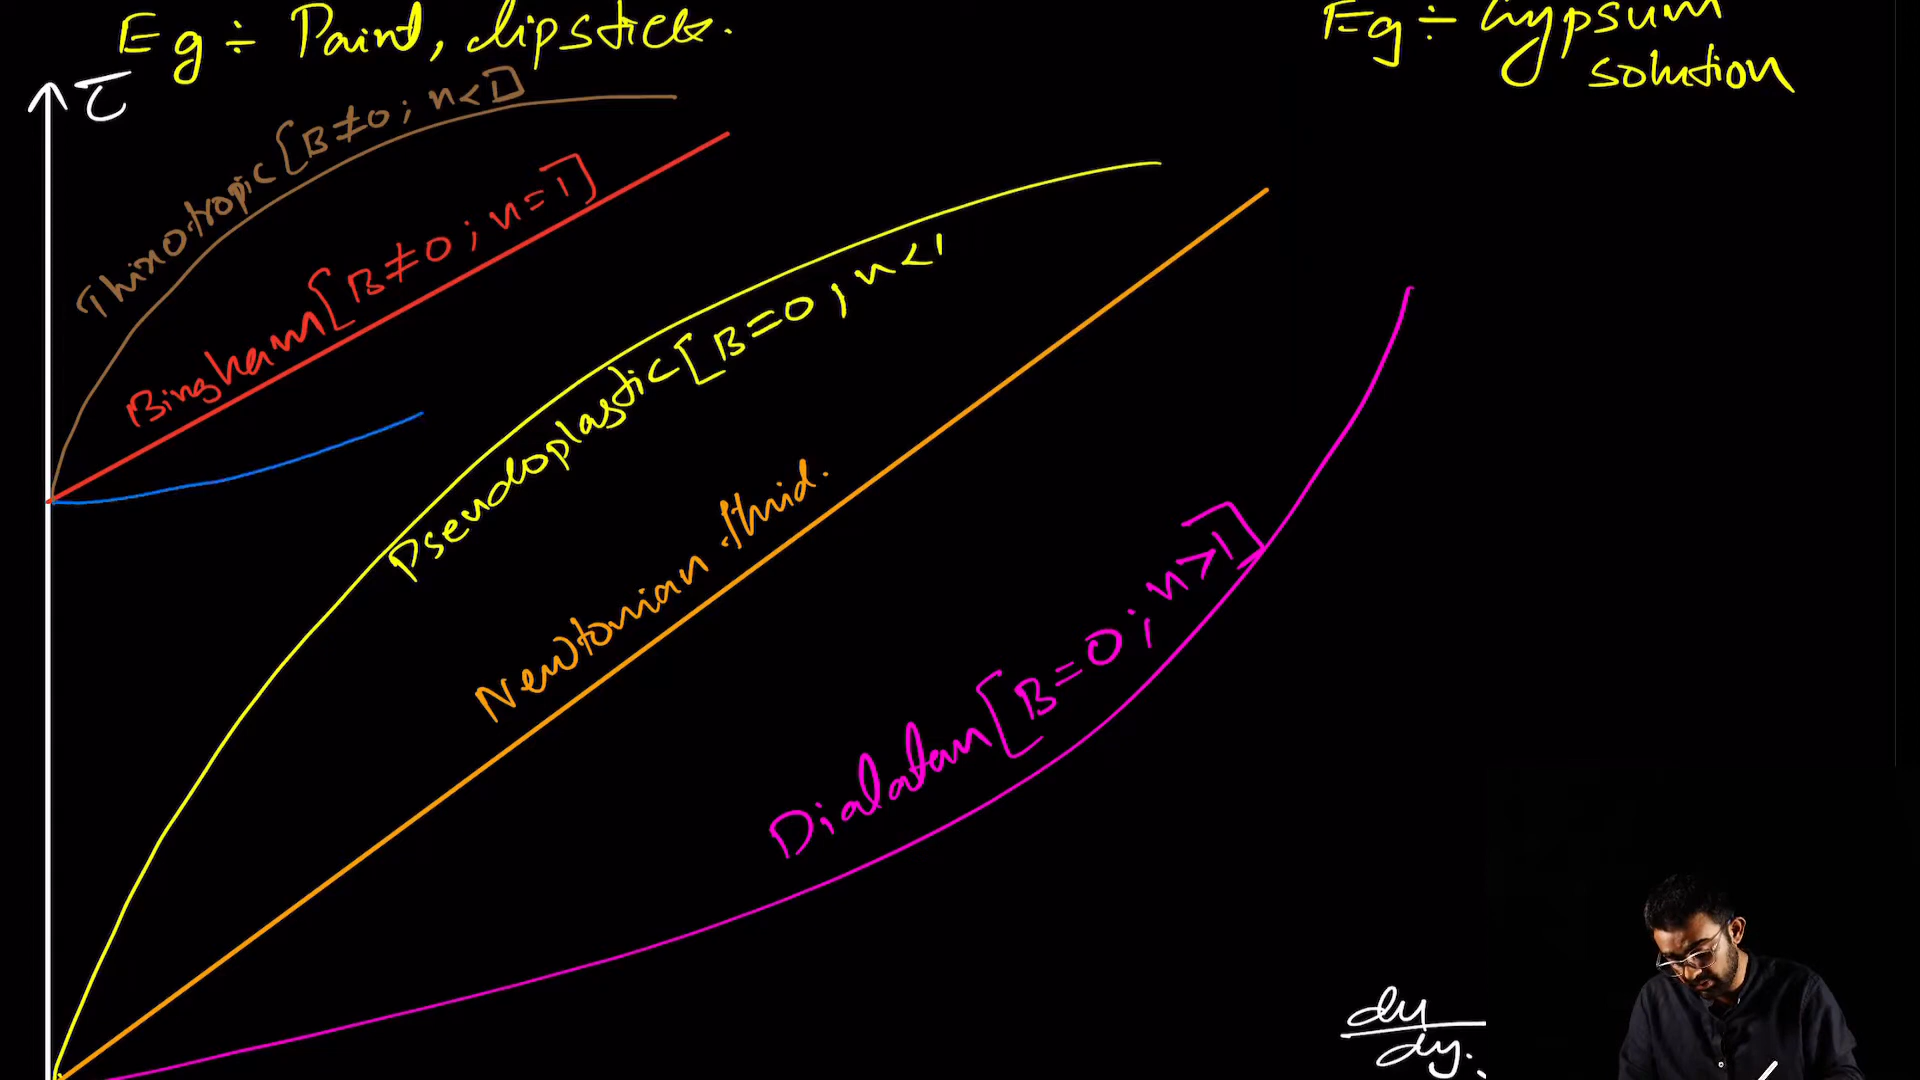 Eg ÷ Paint, lipstick.
Eg ÷ Gypsum
solution
τ
Thixotropic [B≠0; n<1]
Bingham [B≠0; n=1]
Pseudoplastic [B=0; n<1
Newtonian fluid.
Dialatan [B=0; n>1]
du
dy.